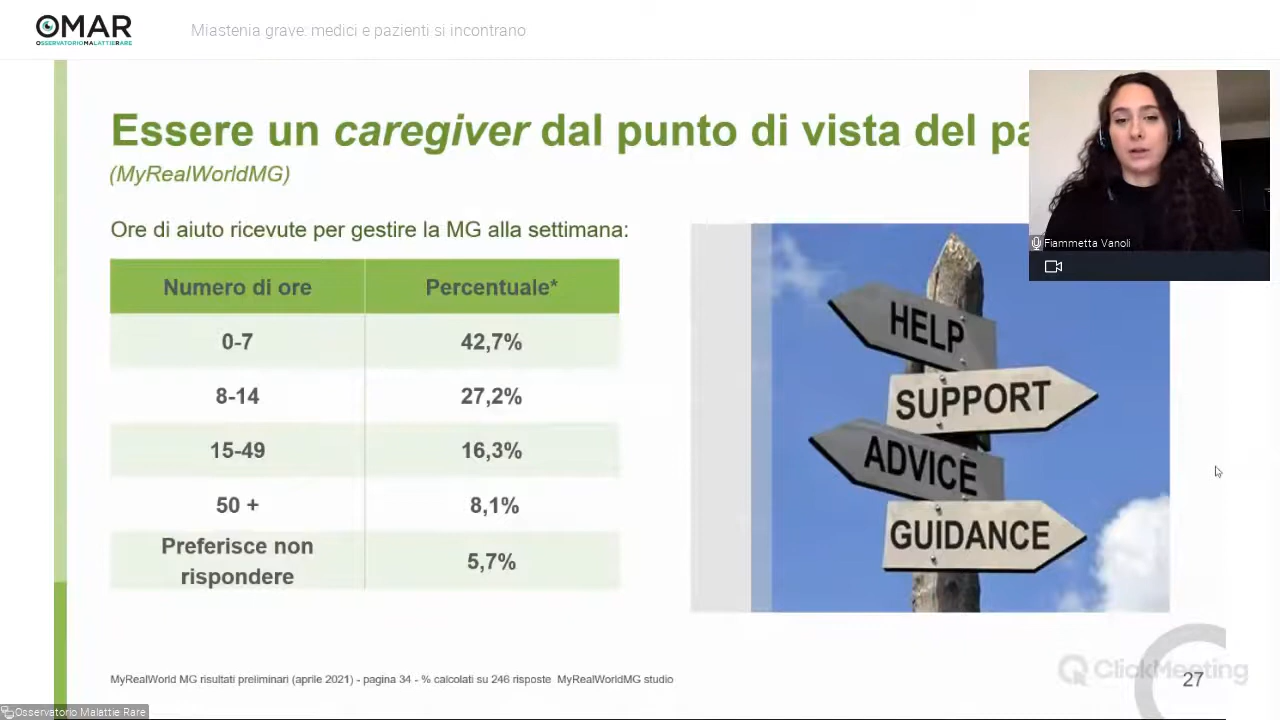 OMAR
OSSERVATORIOMALATTIERARE
Miastenia grave: medici e pazienti si incontrano
Essere un caregiver dal punto di vista del pa
(MyRealWorldMG)
Fiammetta Vanoli
Ore di aiuto ricevute per gestire la MG alla settimana:
Numero di ore Percentuale*
0-7 42,7%
8-14 27,2%
15-49 16,3%
50 + 8,1%
Preferisce non
rispondere 5,7%
HELP
SUPPORT
ADVICE
GUIDANCE
MyRealWorld MG risultati preliminari (aprile 2021) - pagina 34 - % calcolati su 246 risposte MyRealWorldMG studio
ClickMeeting
27
Osservatorio Malattie Rare